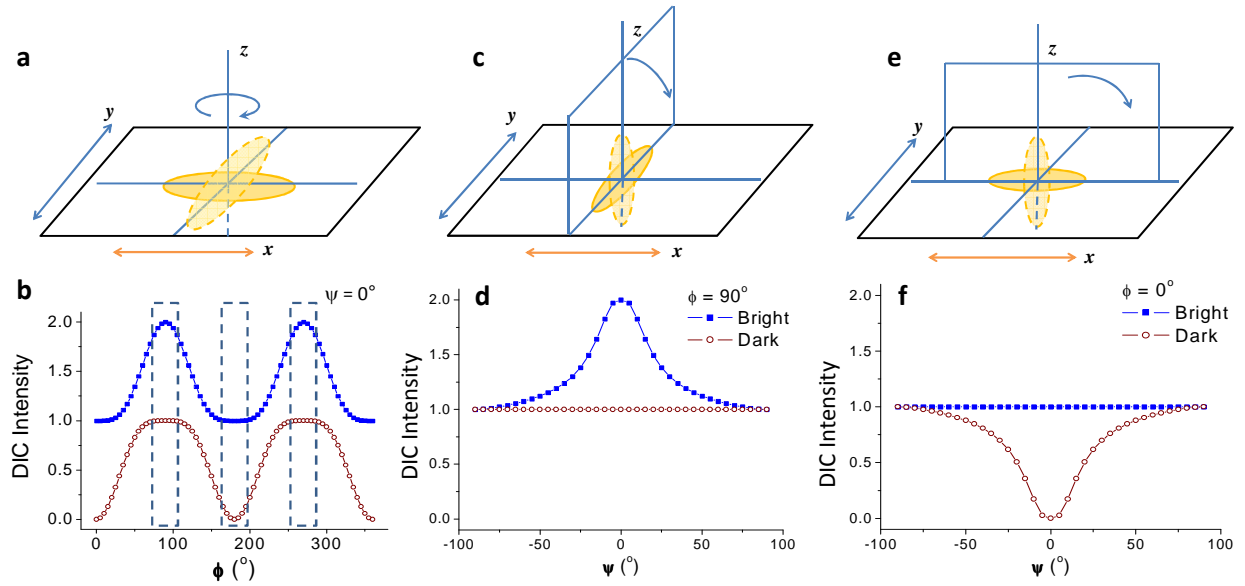 a
z
y
x
c
z
y
x
e
z
y
x
b
ψ = 0°
DIC Intensity
2.0
1.5
1.0
0.5
0.0
0
100
200
300
ϕ (°)
d
ϕ = 90°
Bright
Dark
DIC Intensity
2.0
1.5
1.0
0.5
0.0
-100
-50
0
50
100
ψ (°)
f
ϕ = 0°
Bright
Dark
DIC Intensity
2.0
1.5
1.0
0.5
0.0
-100
-50
0
50
100
ψ (°)